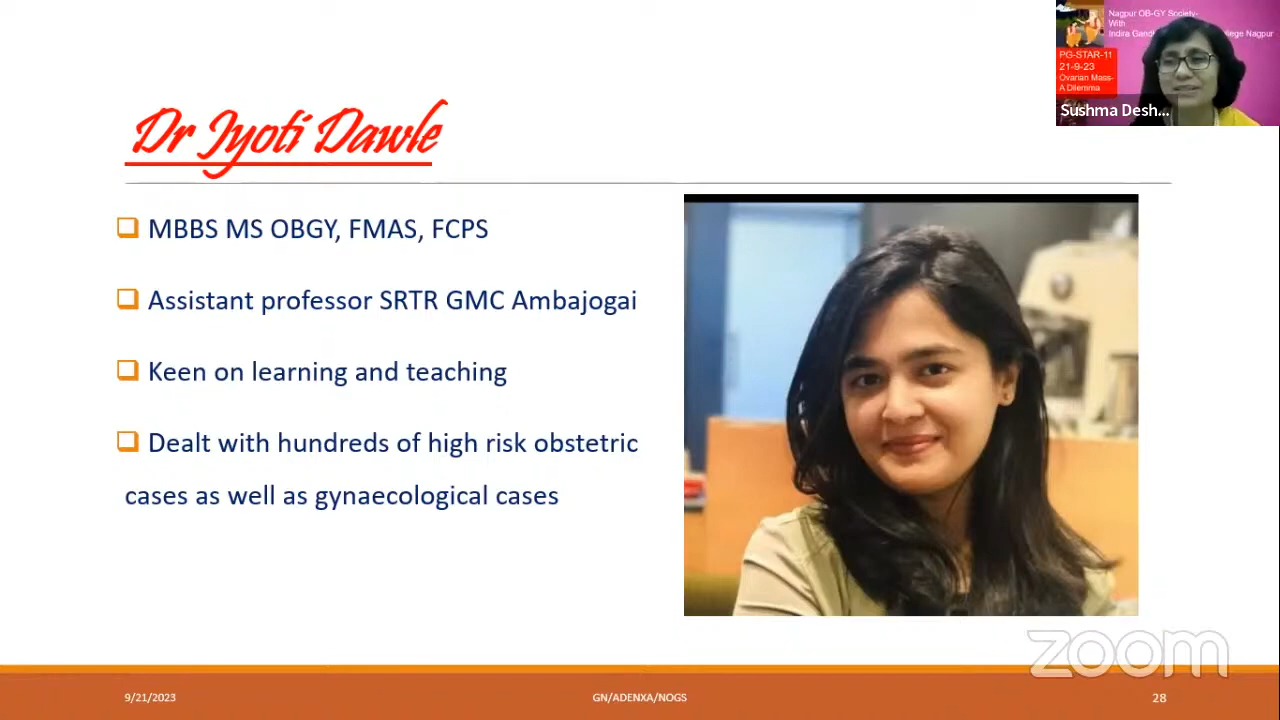 Nagpur OB-GY Society-
With
Indira Gand
llege Nagpur
PG-STAR-11
21-9-23
Ovarian Mass-
A Dilemma
Sushma Desh...
Dr Jyoti Dawle
MBBS MS OBGY, FMAS, FCPS
Assistant professor SRTR GMC Ambajogai
Keen on learning and teaching
Dealt with hundreds of high risk obstetric
cases as well as gynaecological cases
zoom
9/21/2023
GN/ADENXA/NOGS
28